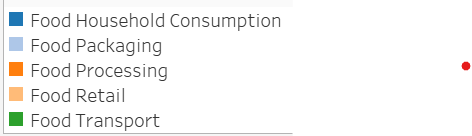 Food Household Consumption
Food Packaging
Food Processing
Food Retail
Food Transport